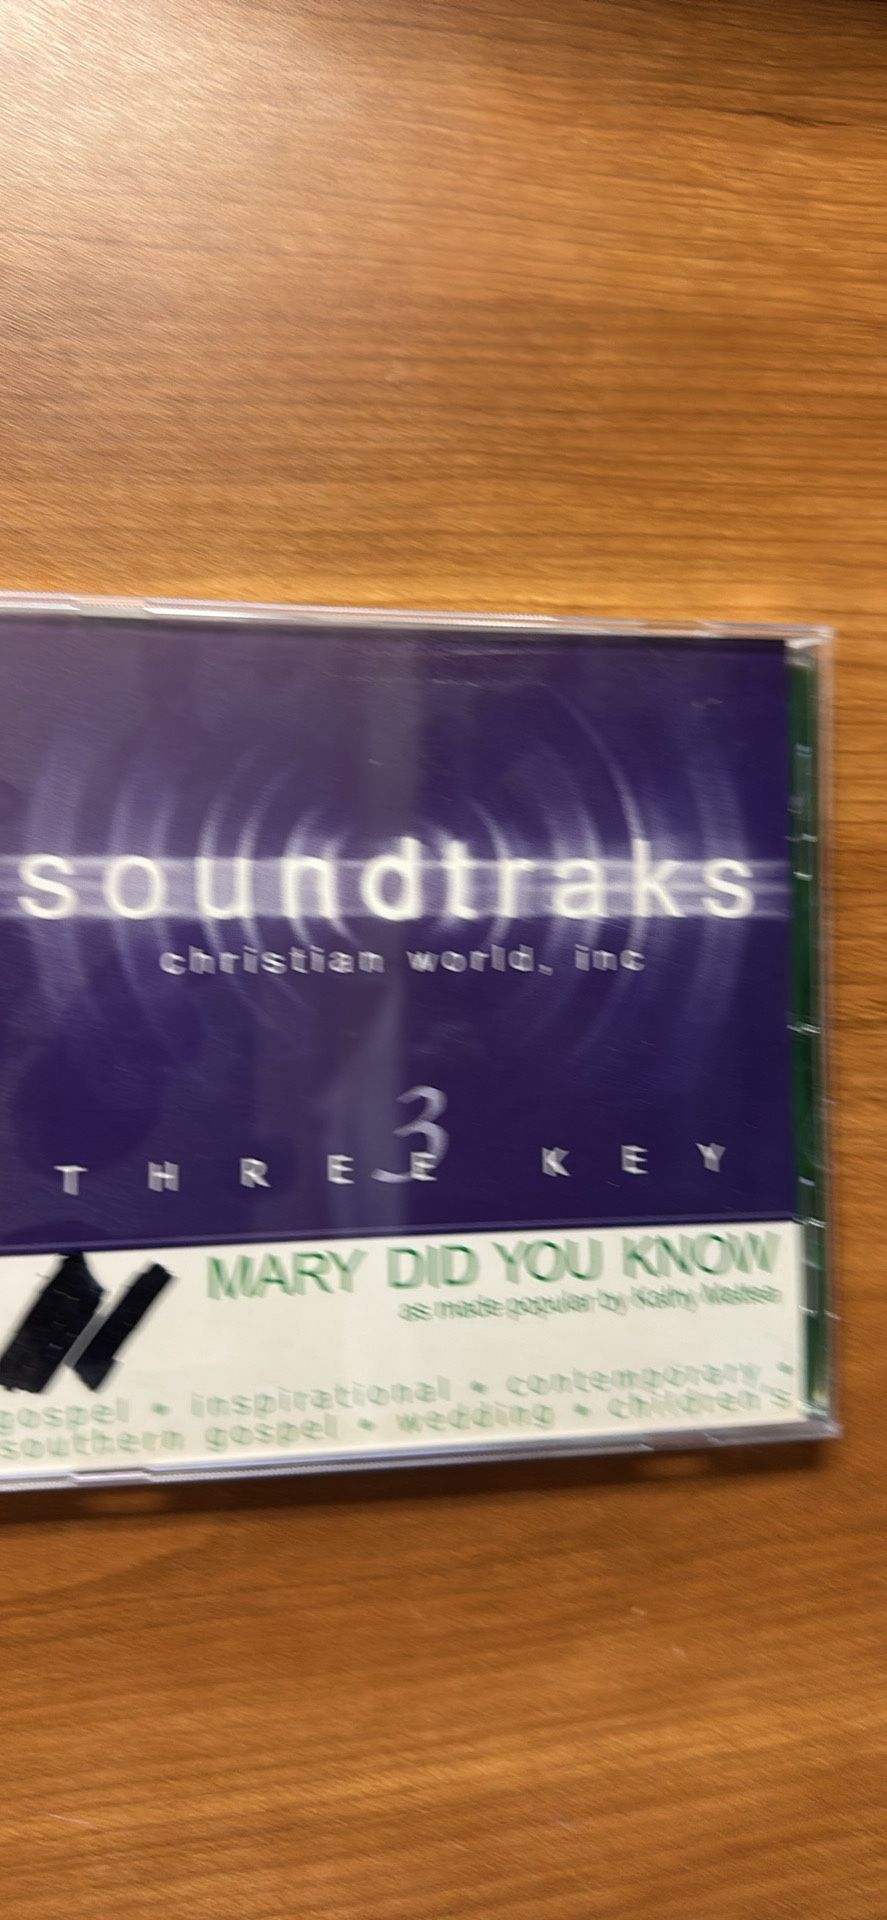 soundtraks
christian world, inc
3
THREE KEY
MARY DID YOU KNOW
as made popular by Kathy Mattea
gospel • inspirational • contemporary •
southern gospel • wedding • children's